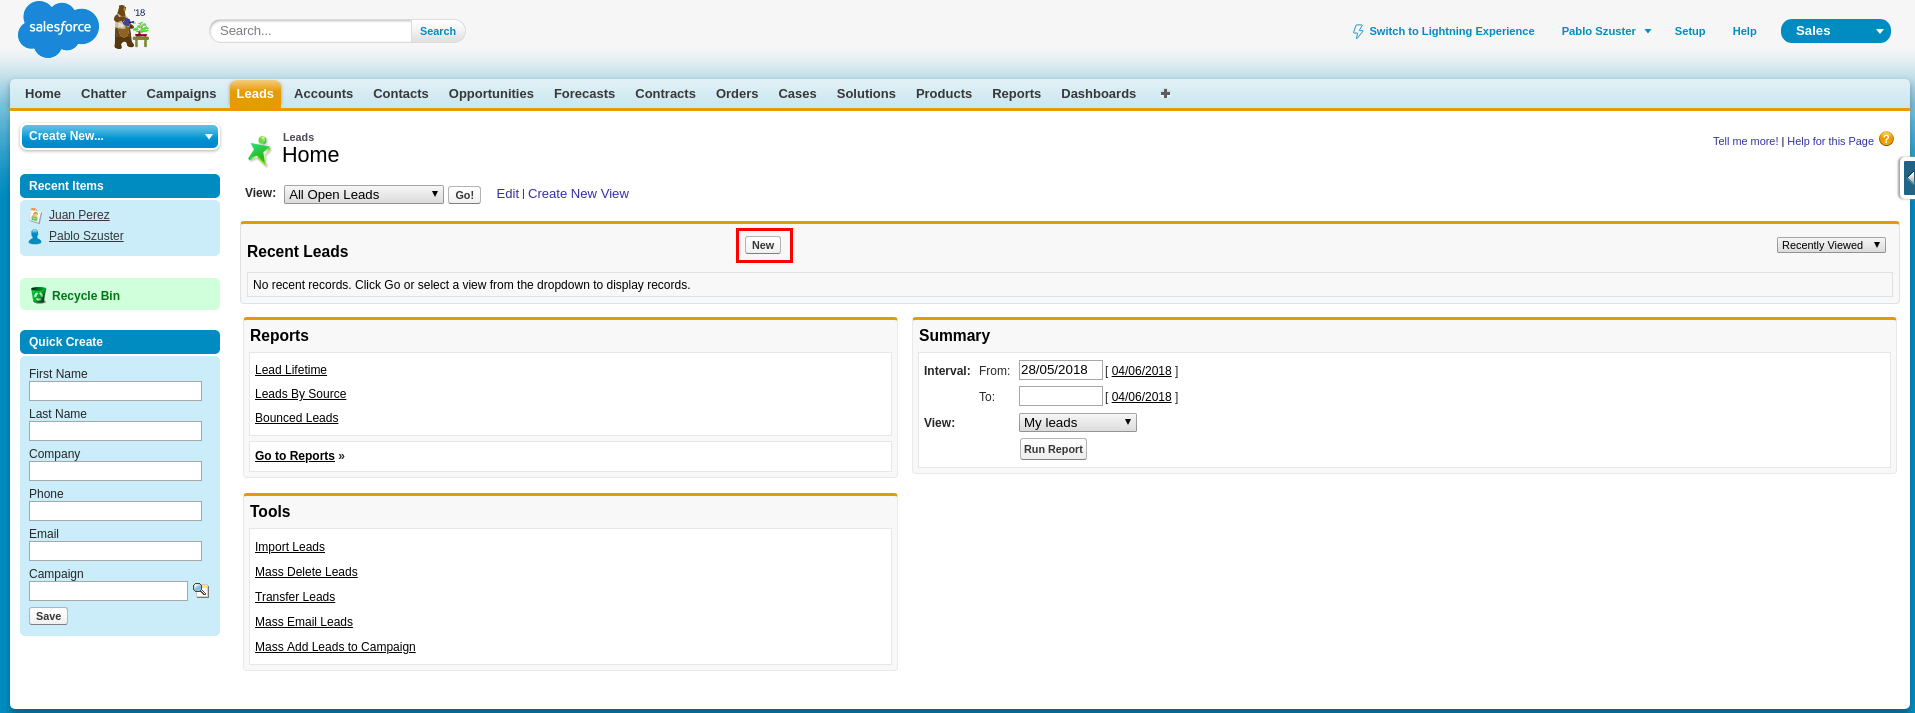 salesforce '18 Search... Search Switch to Lightning Experience Pablo Szuster Setup Help Sales
Home Chatter Campaigns Leads Accounts Contacts Opportunities Forecasts Contracts Orders Cases Solutions Products Reports Dashboards +
Create New...
Recent Items
Juan Perez
Pablo Szuster
Recycle Bin
Quick Create
First Name
Last Name
Company
Phone
Email
Campaign
Save
Leads
Home
Tell me more! | Help for this Page ?
View: All Open Leads Go! Edit | Create New View
Recent Leads New Recently Viewed
No recent records. Click Go or select a view from the dropdown to display records.
Reports
Lead Lifetime
Leads By Source
Bounced Leads
Go to Reports »
Summary
Interval: From: 28/05/2018 [ 04/06/2018 ]
To: [ 04/06/2018 ]
View: My leads
Run Report
Tools
Import Leads
Mass Delete Leads
Transfer Leads
Mass Email Leads
Mass Add Leads to Campaign